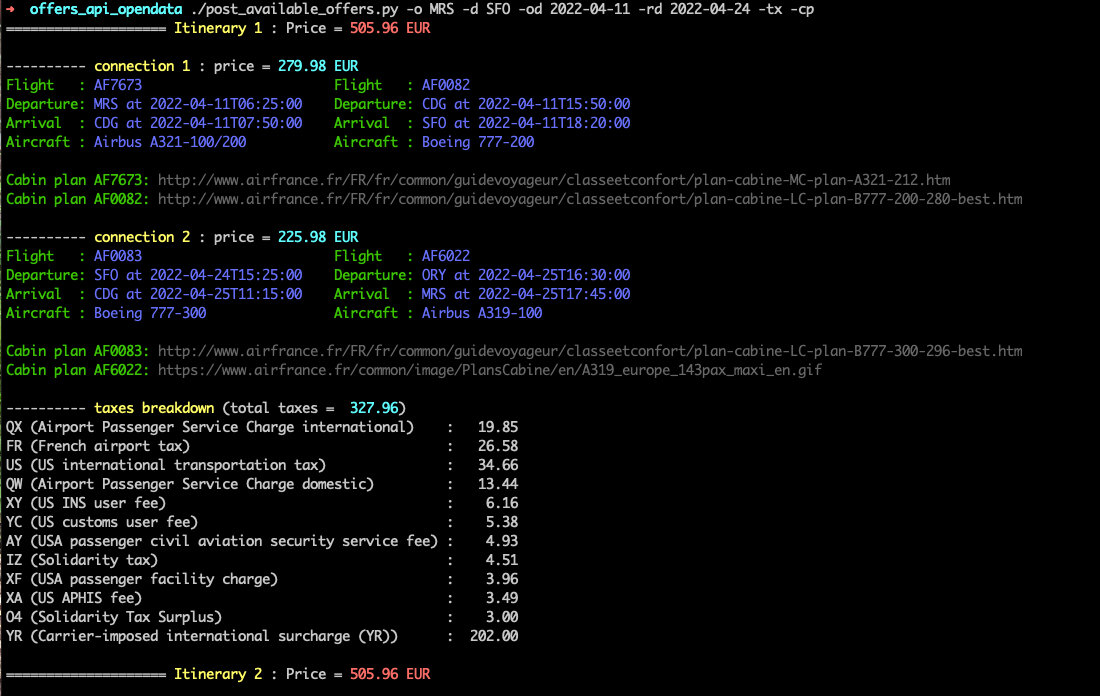 ➜  offers_api_opendata ./post_available_offers.py -o MRS -d SFO -od 2022-04-11 -rd 2022-04-24 -tx -cp
==================== Itinerary 1 : Price = 505.96 EUR
---------- connection 1 : price = 279.98 EUR
Flight   : AF7673                        Flight   : AF0082
Departure: MRS at 2022-04-11T06:25:00    Departure: CDG at 2022-04-11T15:50:00
Arrival  : CDG at 2022-04-11T07:50:00    Arrival  : SFO at 2022-04-11T18:20:00
Aircraft : Airbus A321-100/200           Aircraft : Boeing 777-200
Cabin plan AF7673: http://www.airfrance.fr/FR/fr/common/guidevoyageur/classeetconfort/plan-cabine-MC-plan-A321-212.htm
Cabin plan AF0082: http://www.airfrance.fr/FR/fr/common/guidevoyageur/classeetconfort/plan-cabine-LC-plan-B777-200-280-best.htm
---------- connection 2 : price = 225.98 EUR
Flight   : AF0083                        Flight   : AF6022
Departure: SFO at 2022-04-24T15:25:00    Departure: ORY at 2022-04-25T16:30:00
Arrival  : CDG at 2022-04-25T11:15:00    Arrival  : MRS at 2022-04-25T17:45:00
Aircraft : Boeing 777-300                Aircraft : Airbus A319-100
Cabin plan AF0083: http://www.airfrance.fr/FR/fr/common/guidevoyageur/classeetconfort/plan-cabine-LC-plan-B777-300-296-best.htm
Cabin plan AF6022: https://www.airfrance.fr/common/image/PlansCabine/en/A319_europe_143pax_maxi_en.gif
---------- taxes breakdown (total taxes =  327.96)
QX (Airport Passenger Service Charge international)    :   19.85
FR (French airport tax)                                :   26.58
US (US international transportation tax)               :   34.66
QW (Airport Passenger Service Charge domestic)         :   13.44
XY (US INS user fee)                                   :    6.16
YC (US customs user fee)                               :    5.38
AY (USA passenger civil aviation security service fee) :    4.93
IZ (Solidarity tax)                                    :    4.51
XF (USA passenger facility charge)                     :    3.96
XA (US APHIS fee)                                      :    3.49
O4 (Solidarity Tax Surplus)                            :    3.00
YR (Carrier-imposed international surcharge (YR))      :  202.00
==================== Itinerary 2 : Price = 505.96 EUR